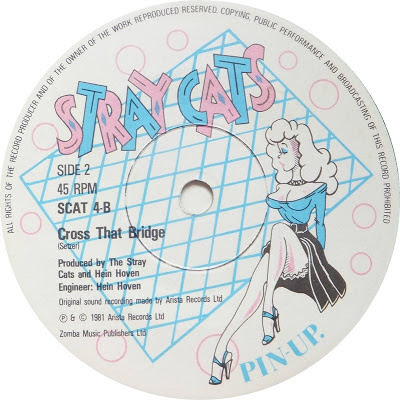 ALL RIGHTS OF THE RECORD PRODUCER AND OF THE OWNER OF THE WORK REPRODUCED RESERVED. COPYING, PUBLIC PERFORMANCE AND BROADCASTING OF THIS RECORD PROHIBITED.
STRAY CATS
SIDE 2
45 RPM
SCAT 4-B
Cross That Bridge
(Setzer)
Produced by The Stray
Cats and Hein Hoven
Engineer: Hein Hoven
Original sound recording made by Arista Records Ltd.
℗ & © 1981 Arista Records Ltd
Zomba Music Publishers Ltd
PIN-UP.